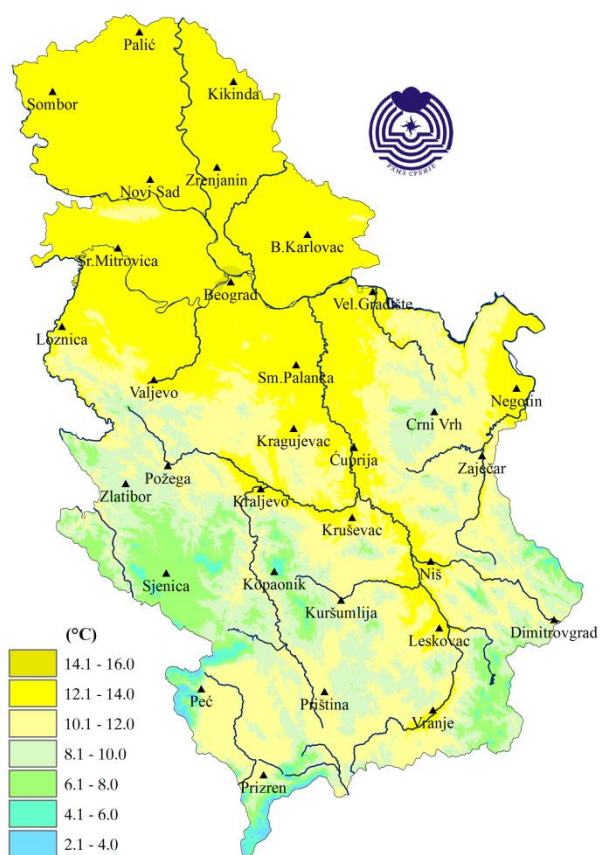 Palić
Kikinda
Sombor
Zrenjanin
Novi Sad
B.Karlovac
Sr.Mitrovica
Beograd
Vel.Gradište
Loznica
Sm.Palanka
Valjevo
Negotin
Crni Vrh
Kragujevac
Ćuprija
Zaječar
Požega
Zlatibor
Kraljevo
Kruševac
Niš
Sjenica
Kopaonik
Kuršumlija
Dimitrovgrad
Leskovac
Peć
Priština
Vranje
Prizren
(°C)
14.1 - 16.0
12.1 - 14.0
10.1 - 12.0
8.1 - 10.0
6.1 - 8.0
4.1 - 6.0
2.1 - 4.0
РХМЗ СРБИЈЕ